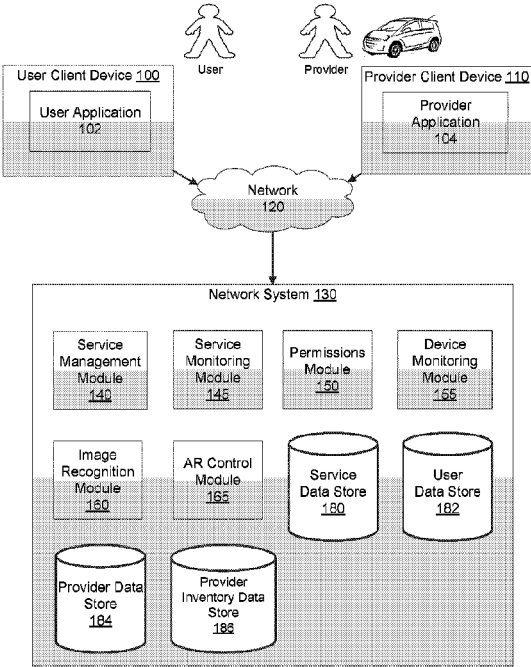 User
Provider
User Client Device 100
User Application
102
Provider Client Device 110
Provider
Application
104
Network
120
Network System 130
Service
Management
Module
140
Service
Monitoring
Module
145
Permissions
Module
150
Device
Monitoring
Module
155
Image
Recognition
Module
160
AR Control
Module
165
Service
Data Store
180
User
Data Store
182
Provider Data
Store
184
Provider
Inventory Data
Store
186